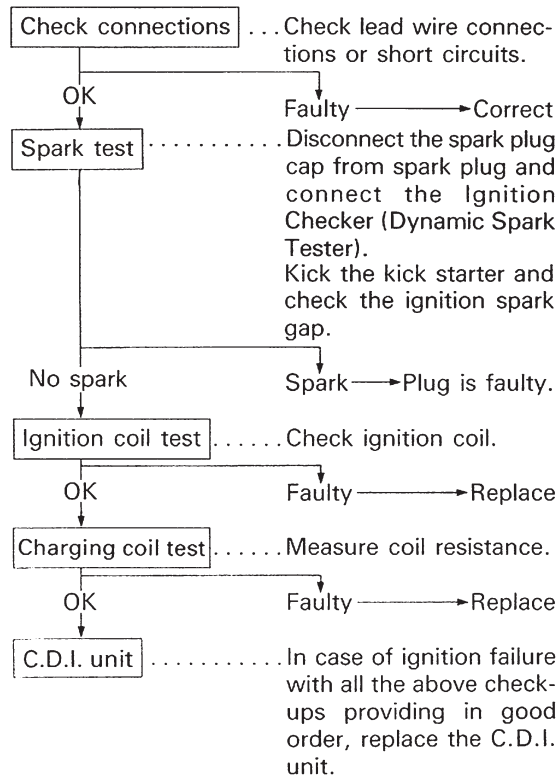 Check connections ...Check lead wire connec-
tions or short circuits.
OK
Faulty Correct
Spark test ..........Disconnect the spark plug
cap from spark plug and
connect the Ignition
Checker (Dynamic Spark
Tester).
Kick the kick starter and
check the ignition spark
gap.
No spark Spark Plug is faulty.
Ignition coil test ......Check ignition coil.
OK Faulty Replace
Charging coil test ......Measure coil resistance.
OK Faulty Replace
C.D.I. unit ..........In case of ignition failure
with all the above check-
ups providing in good
order, replace the C.D.I.
unit.